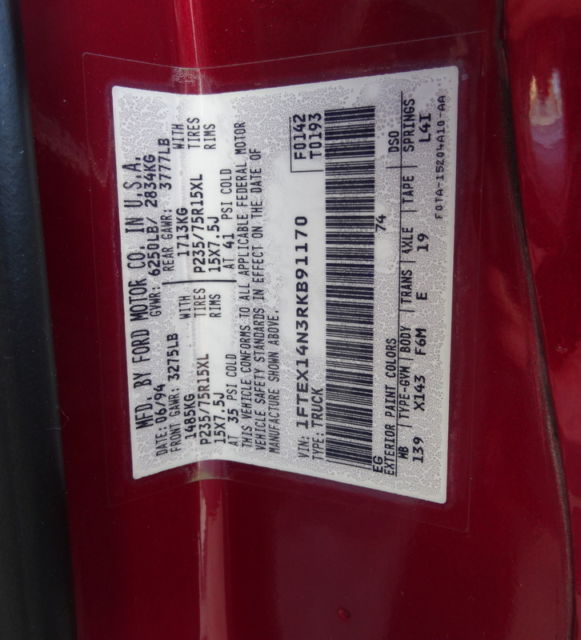 MFD. BY FORD MOTOR CO. IN U.S.A.
DATE: 06/94 GVWR: 6250LB/ 2834KG
FRONT GAWR: 3275LB REAR GAWR: 3777LB
1485KG WITH 1713KG WITH
P235/75R15XL TIRES P235/75R15XL TIRES
15X7.5J RIMS 15X7.5J RIMS
AT 35 PSI COLD AT 41 PSI COLD
THIS VEHICLE CONFORMS TO ALL APPLICABLE FEDERAL MOTOR
VEHICLE SAFETY STANDARDS IN EFFECT ON THE DATE OF
MANUFACTURE SHOWN ABOVE.
VIN: 1FTEX14N3RKB91170 F0142
TYPE: TRUCK T0193
EG 74
EXTERIOR PAINT COLORS DSO
WB TYPE-GVW BODY TRANS AXLE TAPE SPRINGS
139 X143 F6M E 19 L4I
F0TA-15204A10-AA